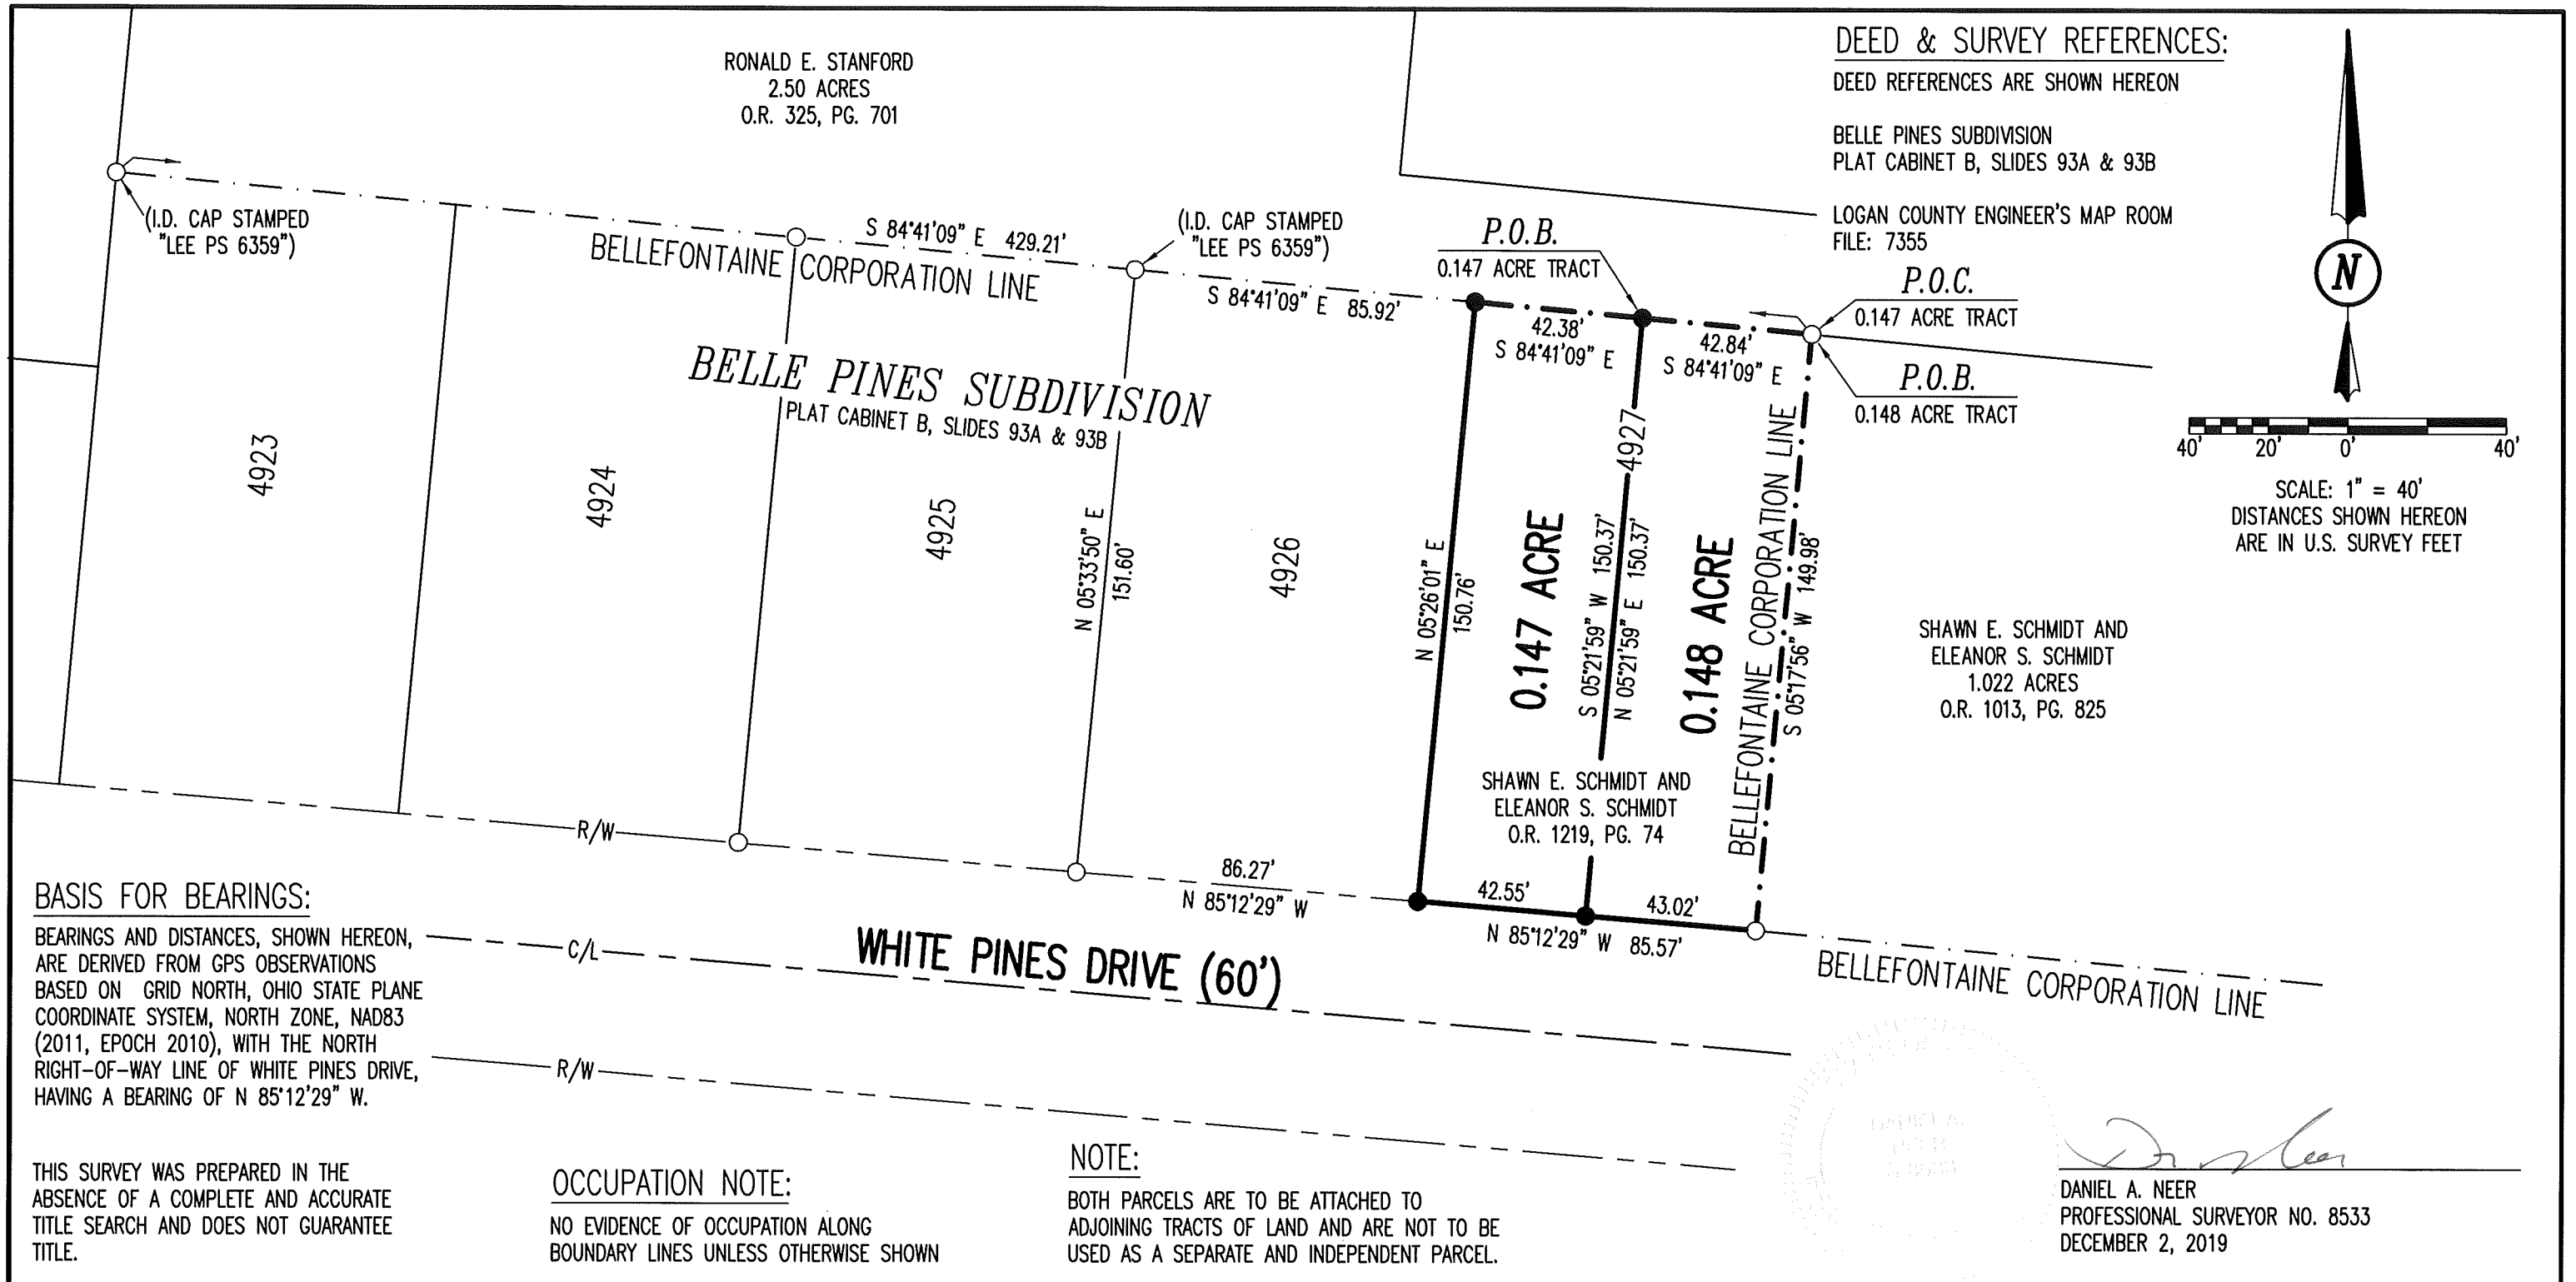 RONALD E. STANFORD
2.50 ACRES
O.R. 325, PG. 701
DEED & SURVEY REFERENCES:
DEED REFERENCES ARE SHOWN HEREON
BELLE PINES SUBDIVISION
PLAT CABINET B, SLIDES 93A & 93B
LOGAN COUNTY ENGINEER'S MAP ROOM
FILE: 7355
N
40' 20' 0' 40'
SCALE: 1" = 40'
DISTANCES SHOWN HEREON
ARE IN U.S. SURVEY FEET
(I.D. CAP STAMPED
"LEE PS 6359")
S 84°41'09" E 429.21'
BELLEFONTAINE CORPORATION LINE
(I.D. CAP STAMPED
"LEE PS 6359")
S 84°41'09" E 85.92'
P.O.B.
0.147 ACRE TRACT
P.O.C.
0.147 ACRE TRACT
P.O.B.
0.148 ACRE TRACT
42.38'
S 84°41'09" E
42.84'
S 84°41'09" E
BELLE PINES SUBDIVISION
PLAT CABINET B, SLIDES 93A & 93B
4923
4924
4925
N 05°33'50" E
151.60'
4926
N 05°26'01" E
150.76'
0.147 ACRE
4927
S 05°21'59" W 150.37'
N 05°21'59" E 150.37'
0.148 ACRE
BELLEFONTAINE CORPORATION LINE
S 05°17'56" W 149.98'
SHAWN E. SCHMIDT AND
ELEANOR S. SCHMIDT
1.022 ACRES
O.R. 1013, PG. 825
SHAWN E. SCHMIDT AND
ELEANOR S. SCHMIDT
O.R. 1219, PG. 74
R/W
86.27'
N 85°12'29" W
42.55'
43.02'
N 85°12'29" W 85.57'
BELLEFONTAINE CORPORATION LINE
C/L
WHITE PINES DRIVE (60')
R/W
BASIS FOR BEARINGS:
BEARINGS AND DISTANCES, SHOWN HEREON,
ARE DERIVED FROM GPS OBSERVATIONS
BASED ON GRID NORTH, OHIO STATE PLANE
COORDINATE SYSTEM, NORTH ZONE, NAD83
(2011, EPOCH 2010), WITH THE NORTH
RIGHT-OF-WAY LINE OF WHITE PINES DRIVE,
HAVING A BEARING OF N 85°12'29" W.
THIS SURVEY WAS PREPARED IN THE
ABSENCE OF A COMPLETE AND ACCURATE
TITLE SEARCH AND DOES NOT GUARANTEE
TITLE.
OCCUPATION NOTE:
NO EVIDENCE OF OCCUPATION ALONG
BOUNDARY LINES UNLESS OTHERWISE SHOWN
NOTE:
BOTH PARCELS ARE TO BE ATTACHED TO
ADJOINING TRACTS OF LAND AND ARE NOT TO BE
USED AS A SEPARATE AND INDEPENDENT PARCEL.
DANIEL A. NEER
PROFESSIONAL SURVEYOR NO. 8533
DECEMBER 2, 2019